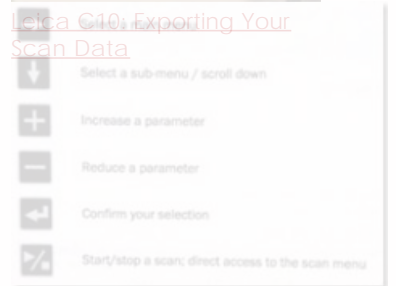 Leica C10: Exporting Your
Scan Data
Select a sub-menu / scroll down
Increase a parameter
Reduce a parameter
Confirm your selection
Start/stop a scan; direct access to the scan menu